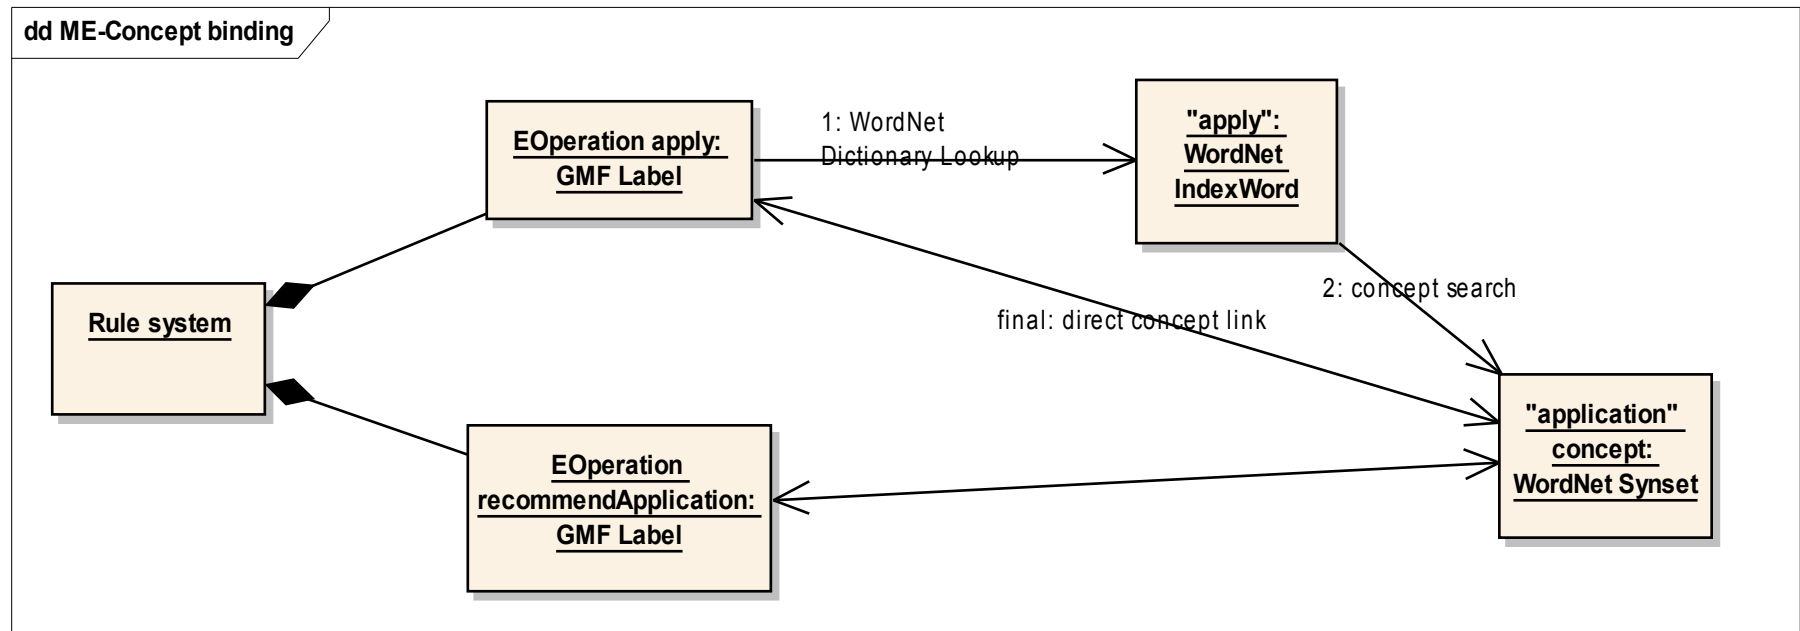 dd ME-Concept binding
EOperation apply:
GMF Label
1: WordNet
Dictionary Lookup
"apply":
WordNet
IndexWord
Rule system
2: concept search
final: direct concept link
EOperation
recommendApplication:
GMF Label
"application"
concept:
WordNet Synset